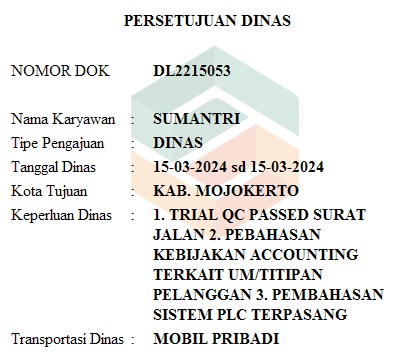 PERSETUJUAN DINAS
NOMOR DOK DL2215053
Nama Karyawan : SUMANTRI
Tipe Pengajuan : DINAS
Tanggal Dinas : 15-03-2024 sd 15-03-2024
Kota Tujuan : KAB. MOJOKERTO
Keperluan Dinas : 1. TRIAL QC PASSED SURAT
JALAN 2. PEBAHASAN
KEBIJAKAN ACCOUNTING
TERKAIT UM/TITIPAN
PELANGGAN 3. PEMBAHASAN
SISTEM PLC TERPASANG
Transportasi Dinas : MOBIL PRIBADI